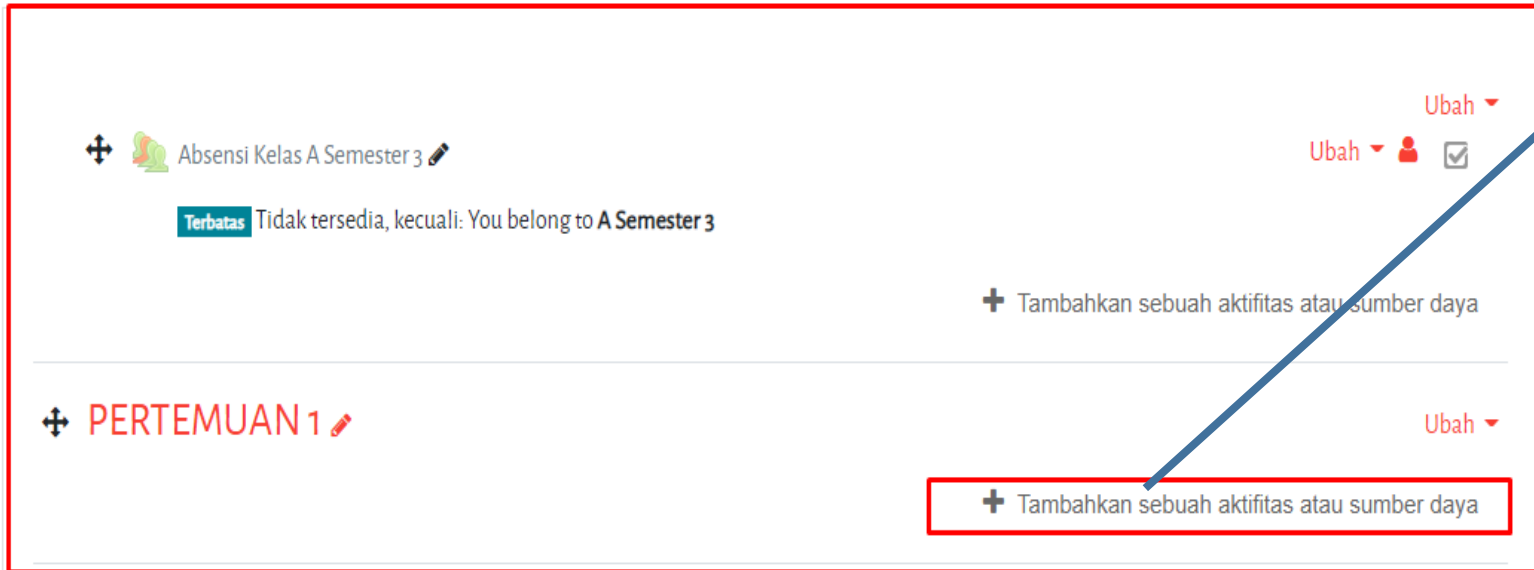 Ubah
Absensi Kelas A Semester 3
Ubah
Terbatas Tidak tersedia, kecuali: You belong to A Semester 3
Tambahkan sebuah aktifitas atau sumber daya
PERTEMUAN 1
Ubah
Tambahkan sebuah aktifitas atau sumber daya